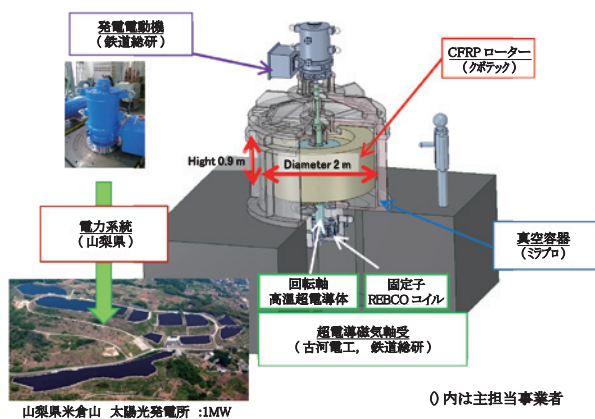 発電電動機
(鉄道総研)
CFRP ローター
(クボテック)
Hight 0.9 m
Diameter 2 m
電力系統
(山梨県)
真空容器
(ミラプロ)
回転軸
高温超電導体
固定子
REBCO コイル
超電導磁気軸受
(古河電工, 鉄道総研)
山梨県米倉山 太陽光発電所 :1MW
() 内は主担当事業者